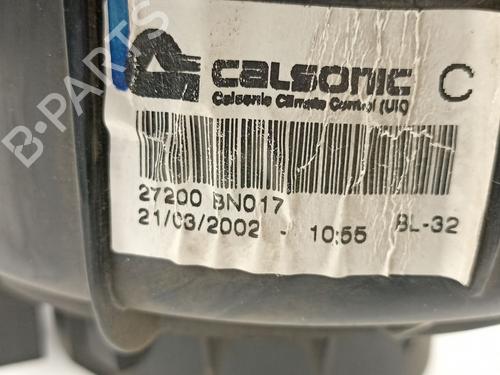 CALSONIC C
Calsonic Climate Control (UK)
27200 BN017
21/03/2002 - 10:55 BL-32
B-PARTS